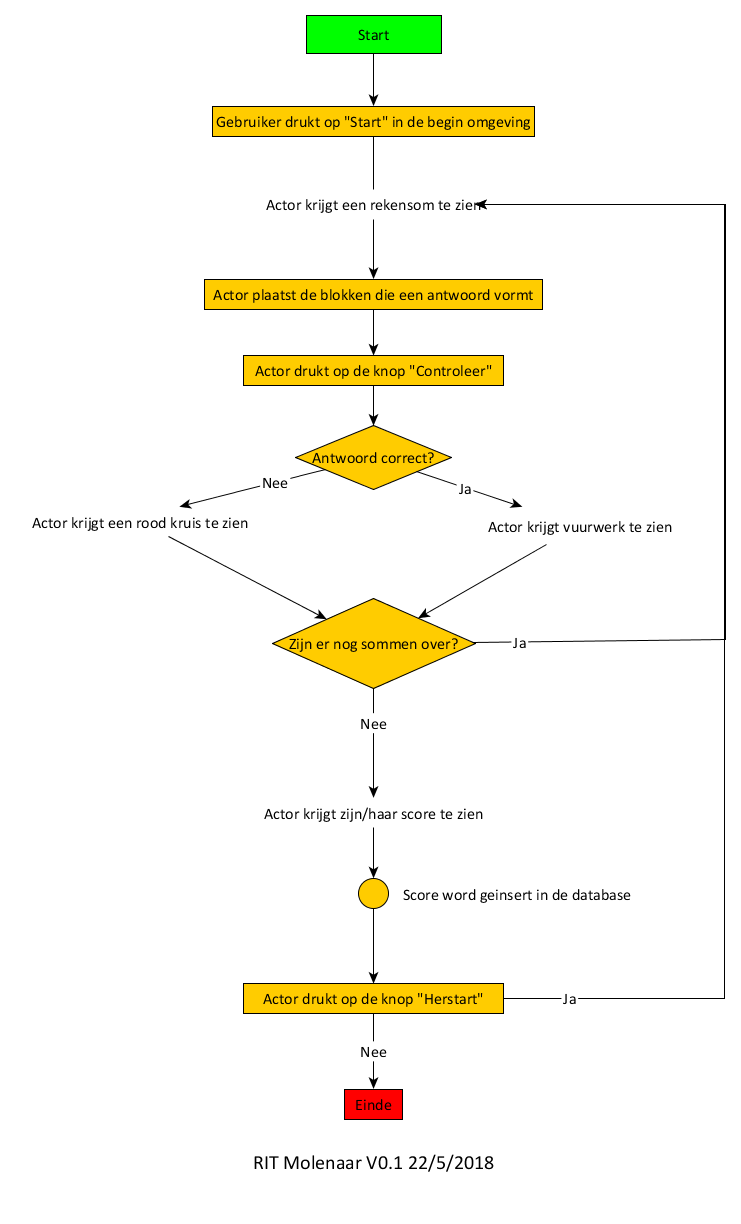 Start
Gebruiker drukt op "Start" in de begin omgeving
Actor krijgt een rekensom te zien
Actor plaatst de blokken die een antwoord vormt
Actor drukt op de knop "Controleer"
Antwoord correct?
Nee
Ja
Actor krijgt een rood kruis te zien
Actor krijgt vuurwerk te zien
Zijn er nog sommen over?
Ja
Nee
Actor krijgt zijn/haar score te zien
Score word geinsert in de database
Actor drukt op de knop "Herstart"
Ja
Nee
Einde
RIT Molenaar V0.1 22/5/2018